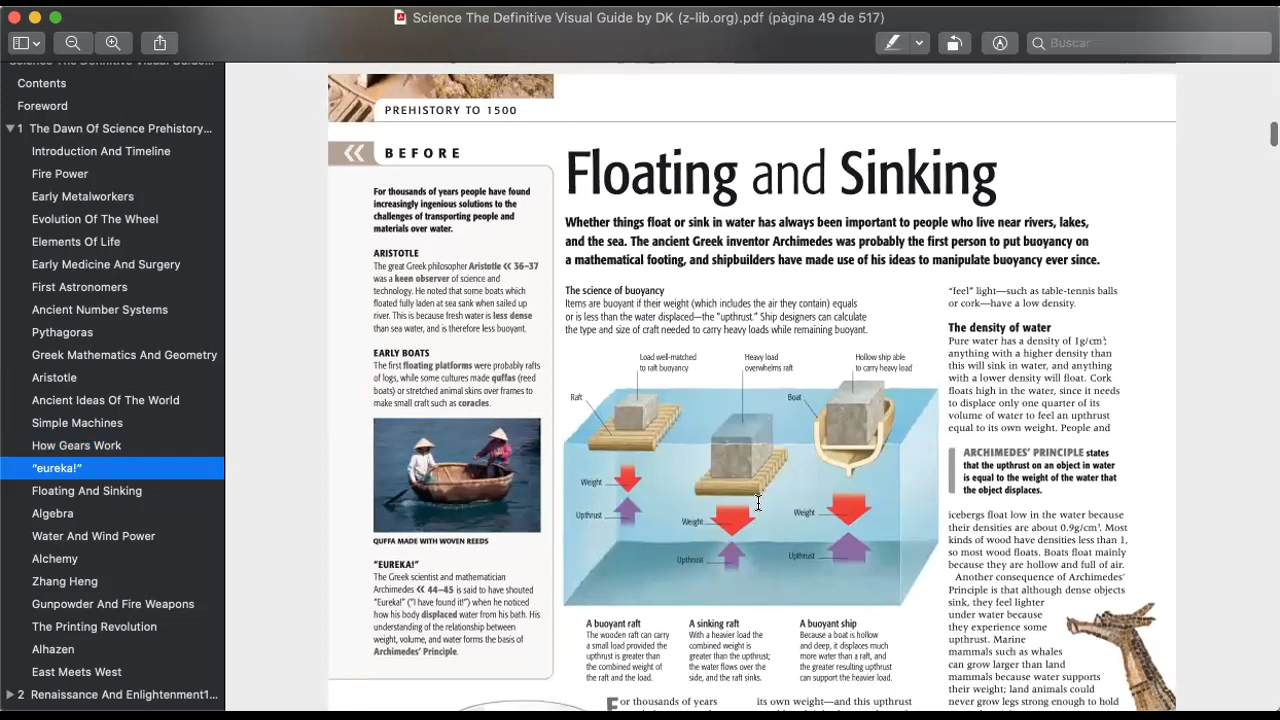 Science The Definitive Visual Guide by DK (z-lib.org).pdf (pàgina 49 de 517)
Buscar
Science The Definitive Visual Guide...
Contents
Foreword
1 The Dawn Of Science Prehistory...
Introduction And Timeline
Fire Power
Early Metalworkers
Evolution Of The Wheel
Elements Of Life
Early Medicine And Surgery
First Astronomers
Ancient Number Systems
Pythagoras
Greek Mathematics And Geometry
Aristotle
Ancient Ideas Of The World
Simple Machines
How Gears Work
“eureka!”
Floating And Sinking
Algebra
Water And Wind Power
Alchemy
Zhang Heng
Gunpowder And Fire Weapons
The Printing Revolution
Alhazen
East Meets West
2 Renaissance And Enlightenment1...
PREHISTORY TO 1500
BEFORE
For thousands of years people have found
increasingly ingenious solutions to the
challenges of transporting people and
materials over water.
ARISTOTLE
The great Greek philosopher Aristotle << 36–37
was a keen observer of science and
technology. He noted some boats which
floated fully laden at sea sank when sailed up
river. This is because fresh water is less dense
than sea water, and is therefore less buoyant.
EARLY BOATS
The first floating platforms were probably rafts
of logs, while some cultures made quffas (reed
boats) or stretched animal skins over frames to
make small craft such as coracles.
QUFFA MADE WITH WOVEN REEDS
“EUREKA!”
The Greek scientist and mathematician
Archimedes << 44–45 is said to have shouted
“Eureka!” (“I have found it!”) when he noticed
how his body displaced water from his bath. His
understanding of the relationship between
weight, volume, and water forms the basis of
Archimedes’ Principle.
Floating and Sinking
Whether things float or sink in water has always been important to people who live near rivers, lakes,
and the sea. The ancient Greek inventor Archimedes was probably the first person to put buoyancy on
a mathematical footing, and shipbuilders have made use of his ideas to manipulate buoyancy ever since.
The science of buoyancy
Items are buoyant if their weight (which includes the air they contain) equals
or is less than the water displaced—the “upthrust.” Ship designers can calculate
the type and size of craft needed to carry heavy loads while remaining buoyant.
Load well-matched
to raft buoyancy
Heavy load
overwhelms raft
Hollow ship able
to carry heavy load
Raft
Boat
Weight
Upthrust
Weight
Upthrust
Weight
Upthrust
A buoyant raft
The wooden raft can carry
a small load provided the
upthrust is greater than
the combined weight of
the raft and the load.
A sinking raft
With a heavier load the
combined weight is
greater than the upthrust;
the water flows over the
side, and the raft sinks.
A buoyant ship
Because a boat is hollow
and deep, it displaces much
more water than a raft, and
the greater resulting upthrust
can support the heavier load.
For thousands of years
its own weight—and this upthrust
“feel” light—such as table-tennis balls
or cork—have a low density.
The density of water
Pure water has a density of 1g/cm³;
anything with a higher density than
this will sink in water, and anything
with a lower density will float. Cork
floats high in the water, since it needs
to displace only one quarter of its
volume of water to feel an upthrust
equal to its own weight. People and
ARCHIMEDES’ PRINCIPLE states
that the upthrust on an object in water
is equal to the weight of the water that
the object displaces.
icebergs float low in the water because
their densities are about 0.9g/cm³. Most
kinds of wood have densities less than 1,
so most wood floats. Boats float mainly
because they are hollow and full of air.
Another consequence of Archimedes’
Principle is that although dense objects
sink, they feel lighter
under water because
they experience some
upthrust. Marine
mammals such as whales
can grow larger than land
mammals because water supports
their weight; land animals could
never grow legs strong enough to hold